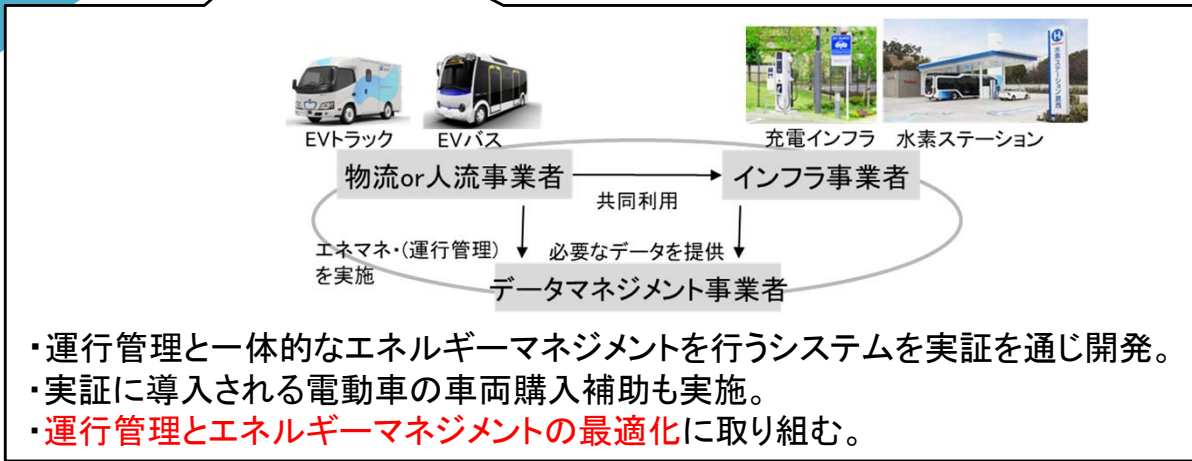 EVトラック
EVバス
充電インフラ
水素ステーション
物流or人流事業者
インフラ事業者
共同利用
エネマネ・(運行管理)
を実施
必要なデータを提供
データマネジメント事業者
・運行管理と一体的なエネルギーマネジメントを行うシステムを実証を通じ開発。
・実証に導入される電動車の車両購入補助も実施。
・運行管理とエネルギーマネジメントの最適化に取り組む。